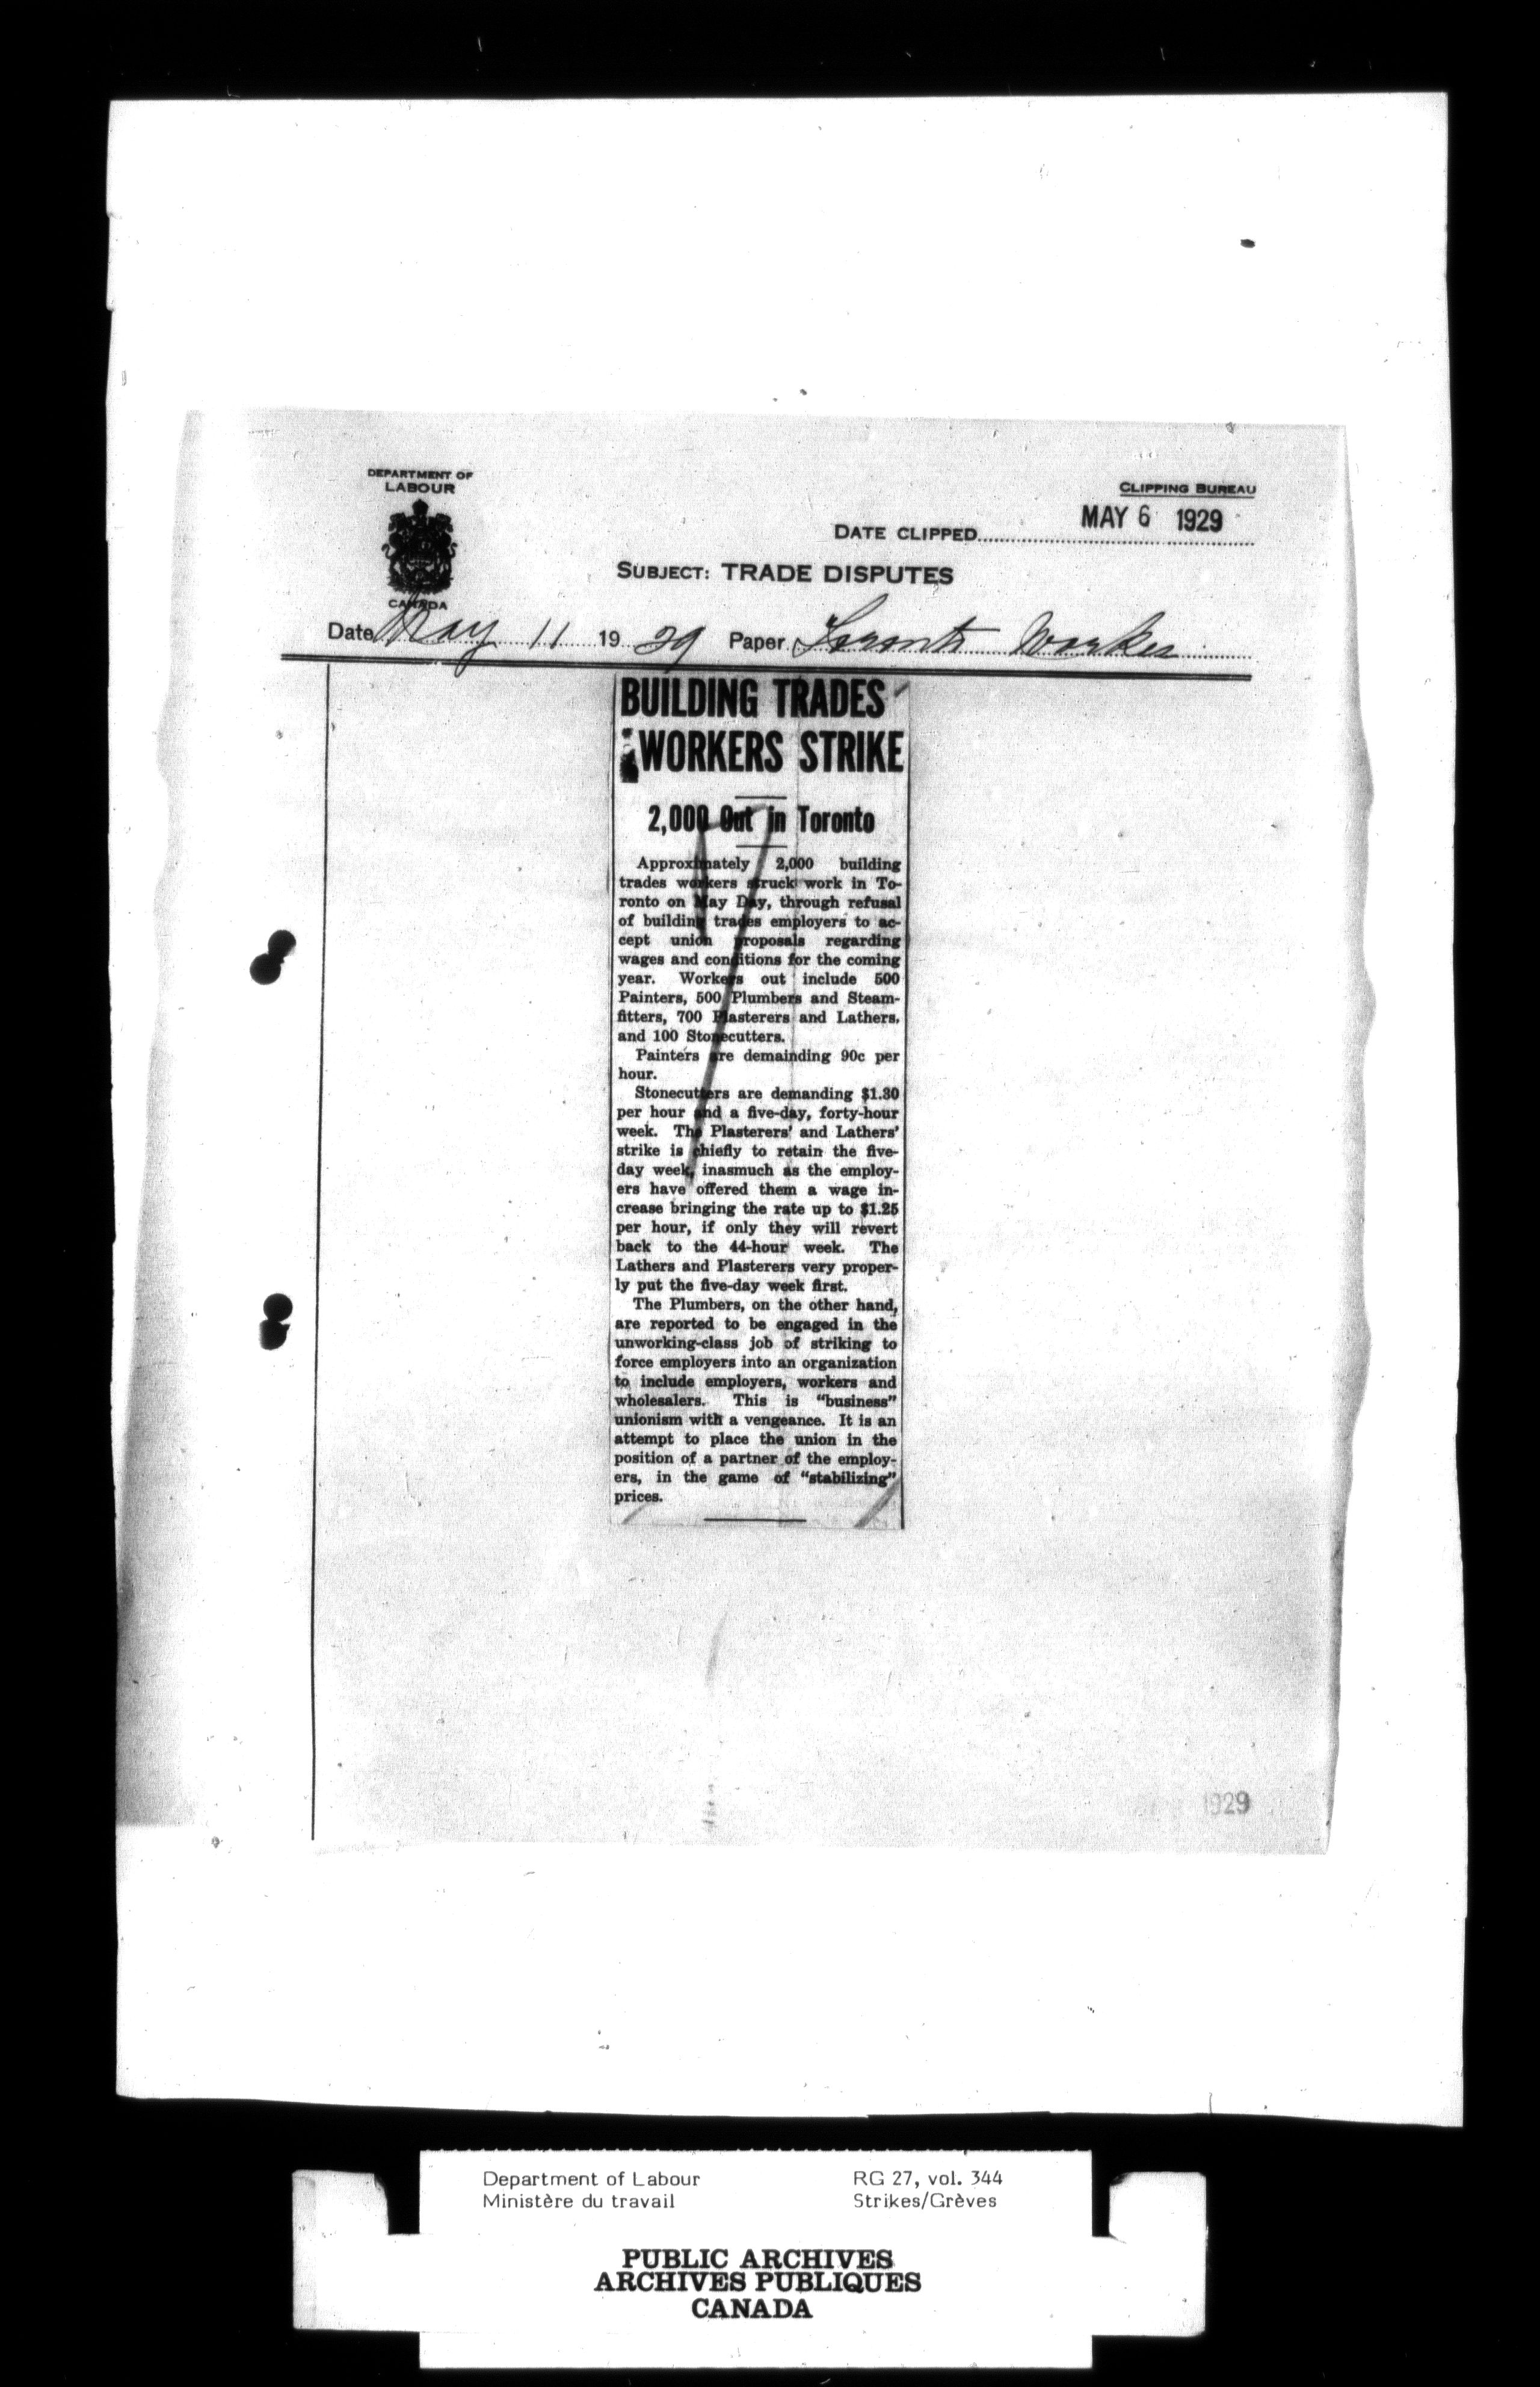 DEPARTMENT OF
LABOUR
CANADA
CLIPPING BUREAU
DATE CLIPPED MAY 6 1929
SUBJECT: TRADE DISPUTES
Date May 11 1929 Paper Toronto Worker
BUILDING TRADES
WORKERS STRIKE
2,000 Out in Toronto
Approximately 2,000 building
trades workers struck work in To-
ronto on May Day, through refusal
of building trades employers to ac-
cept union proposals regarding
wages and conditions for the coming
year. Workers out include 500
Painters, 500 Plumbers and Steam-
fitters, 700 Plasterers and Lathers,
and 100 Stonecutters.
Painters are demainding 90c per
hour.
Stonecutters are demanding $1.30
per hour and a five-day, forty-hour
week. The Plasterers' and Lathers'
strike is chiefly to retain the five-
day week, inasmuch as the employ-
ers have offered them a wage in-
crease bringing the rate up to $1.25
per hour, if only they will revert
back to the 44-hour week. The
Lathers and Plasterers very proper-
ly put the five-day week first.
The Plumbers, on the other hand,
are reported to be engaged in the
unworking-class job of striking to
force employers into an organization
to include employers, workers and
wholesalers. This is "business"
unionism with a vengeance. It is an
attempt to place the union in the
position of a partner of the employ-
ers, in the game of "stabilizing"
prices.
1929
Department of Labour
Ministère du travail
RG 27, vol. 344
Strikes/Grèves
PUBLIC ARCHIVES
ARCHIVES PUBLIQUES
CANADA